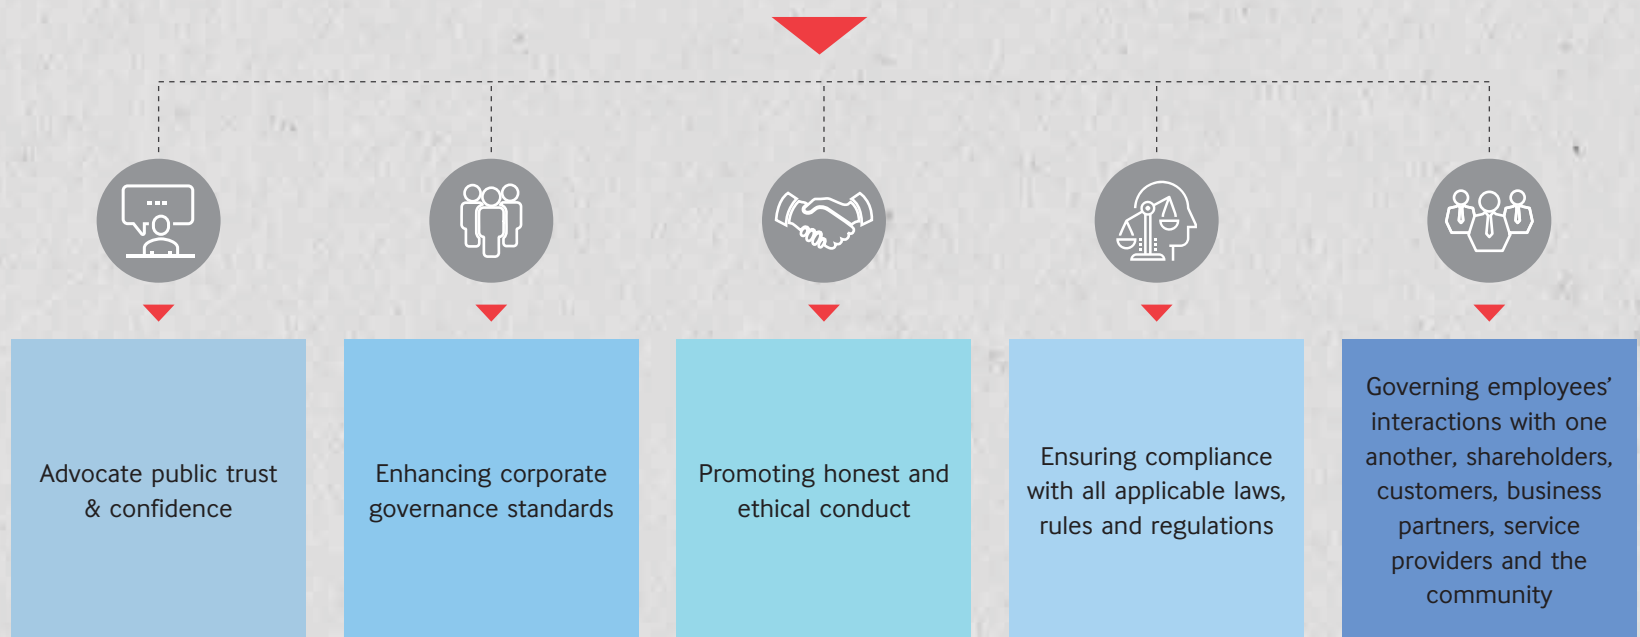 Advocate public trust
& confidence
Enhancing corporate
governance standards
Promoting honest and
ethical conduct
Ensuring compliance
with all applicable laws,
rules and regulations
Governing employees’
interactions with one
another, shareholders,
customers, business
partners, service
providers and the
community